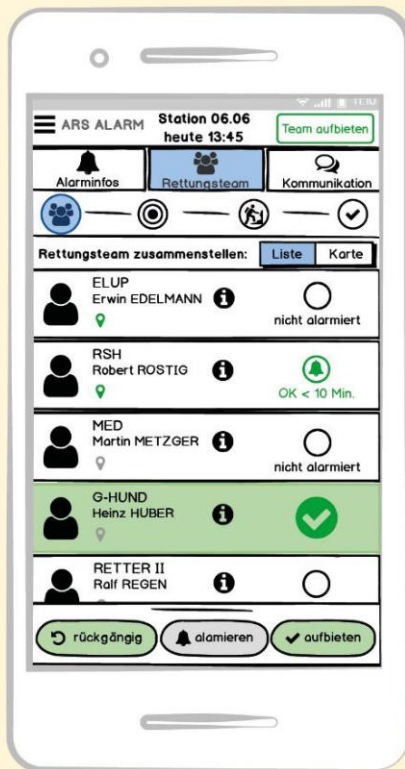 11:10
ARS ALARM
Station 06.06
heute 13:45
Team aufbieten
Alarminfos
Rettungsteam
Kommunikation
Rettungsteam zusammenstellen:
Liste
Karte
ELUP
Erwin EDELMANN
nicht alarmiert
RSH
Robert ROSTIG
OK < 10 Min.
MED
Martin METZGER
nicht alarmiert
G-HUND
Heinz HUBER
RETTER II
Ralf REGEN
rückgängig
alamieren
aufbieten